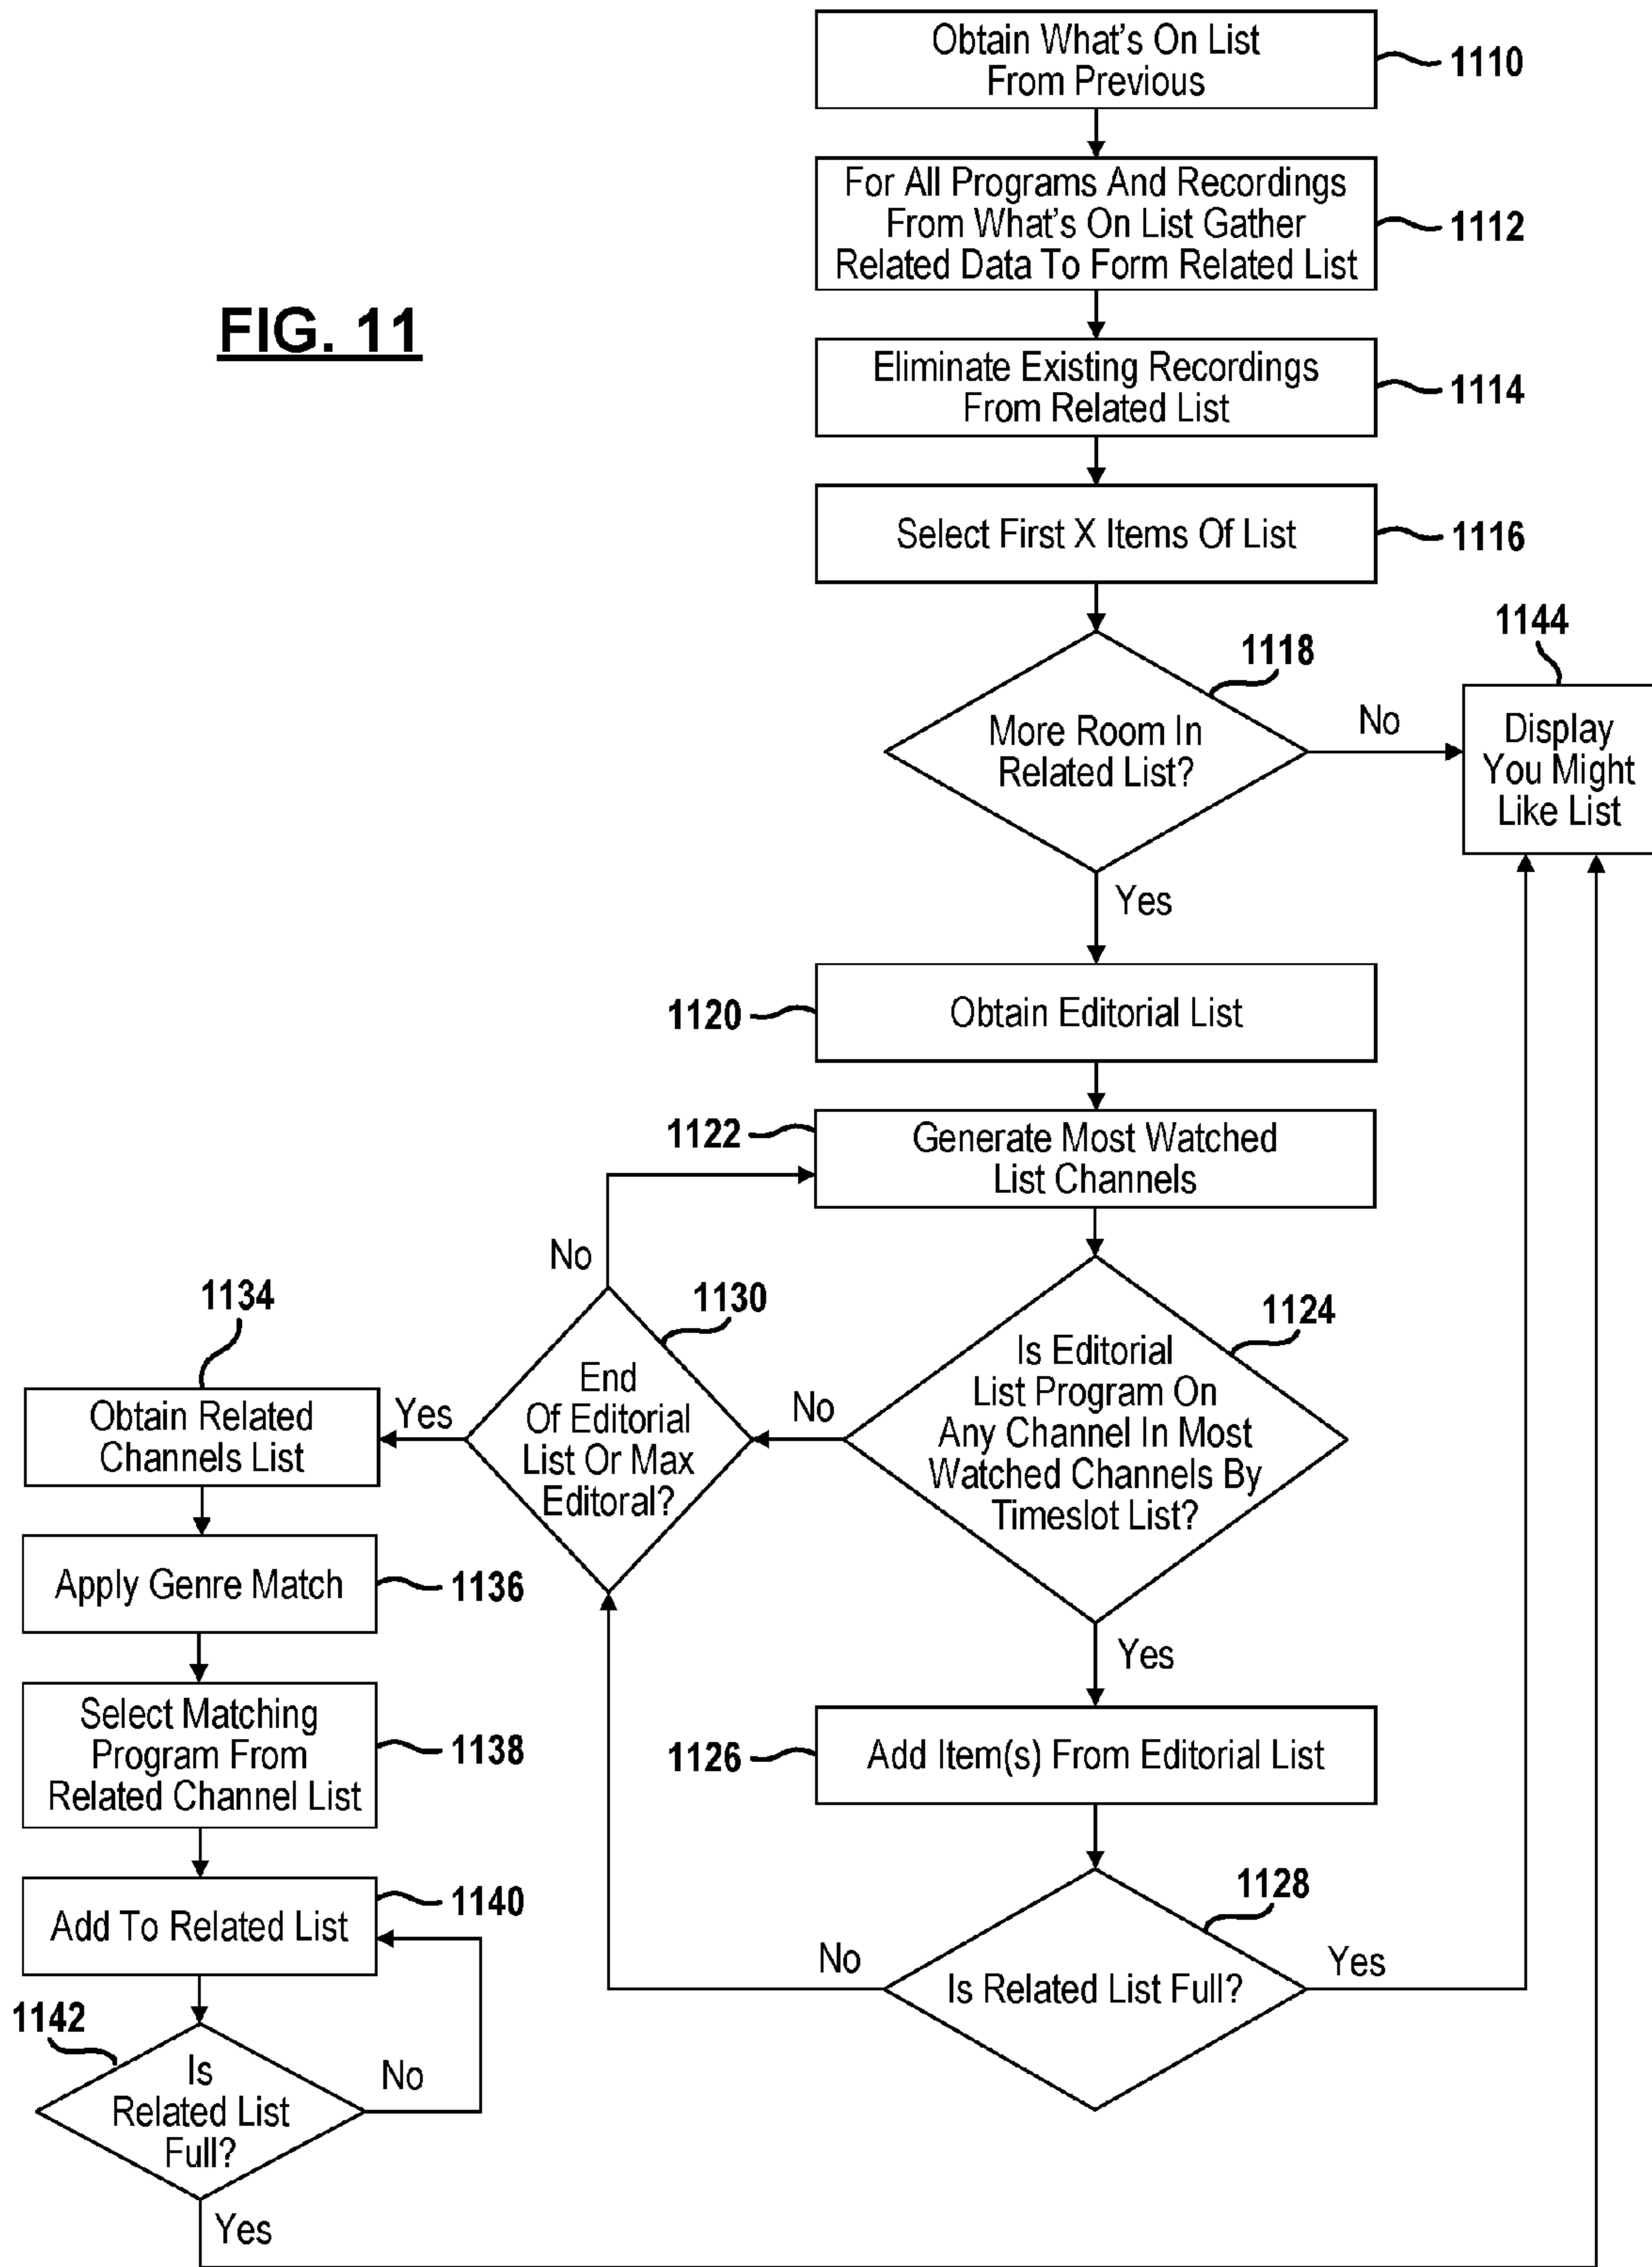 Obtain What's On List
From Previous
1110
For All Programs And Recordings
From What's On List Gather
Related Data To Form Related List
1112
FIG. 11
Eliminate Existing Recordings
From Related List
1114
Select First X Items Of List
1116
1118
More Room In
Related List?
No
Yes
1144
Display
You Might
Like List
1120
Obtain Editorial List
1122
Generate Most Watched
List Channels
1124
Is Editorial
List Program On
Any Channel In Most
Watched Channels By
Timeslot List?
No
Yes
1130
End
Of Editorial
List Or Max
Editoral?
No
Yes
1134
Obtain Related
Channels List
Apply Genre Match
1136
Select Matching
Program From
Related Channel List
1138
1126
Add Item(s) From Editorial List
1128
Is Related List Full?
No
Yes
Add To Related List
1140
1142
Is
Related List
Full?
No
Yes